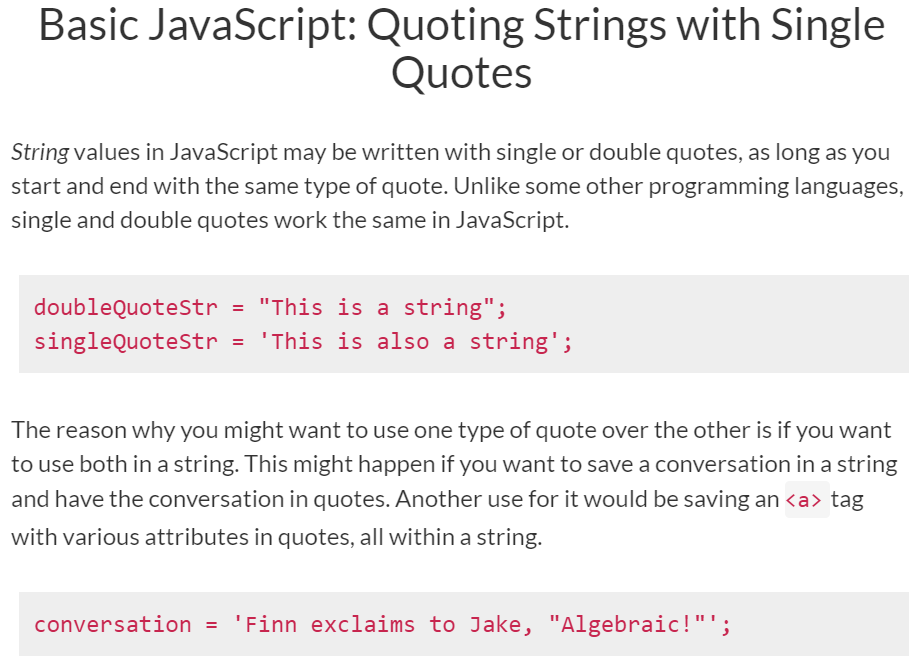 Basic JavaScript: Quoting Strings with Single
Quotes
String values in JavaScript may be written with single or double quotes, as long as you
start and end with the same type of quote. Unlike some other programming languages,
single and double quotes work the same in JavaScript.
doubleQuoteStr = "This is a string";
singleQuoteStr = 'This is also a string';
The reason why you might want to use one type of quote over the other is if you want
to use both in a string. This might happen if you want to save a conversation in a string
and have the conversation in quotes. Another use for it would be saving an <a> tag
with various attributes in quotes, all within a string.
conversation = 'Finn exclaims to Jake, "Algebraic!"';